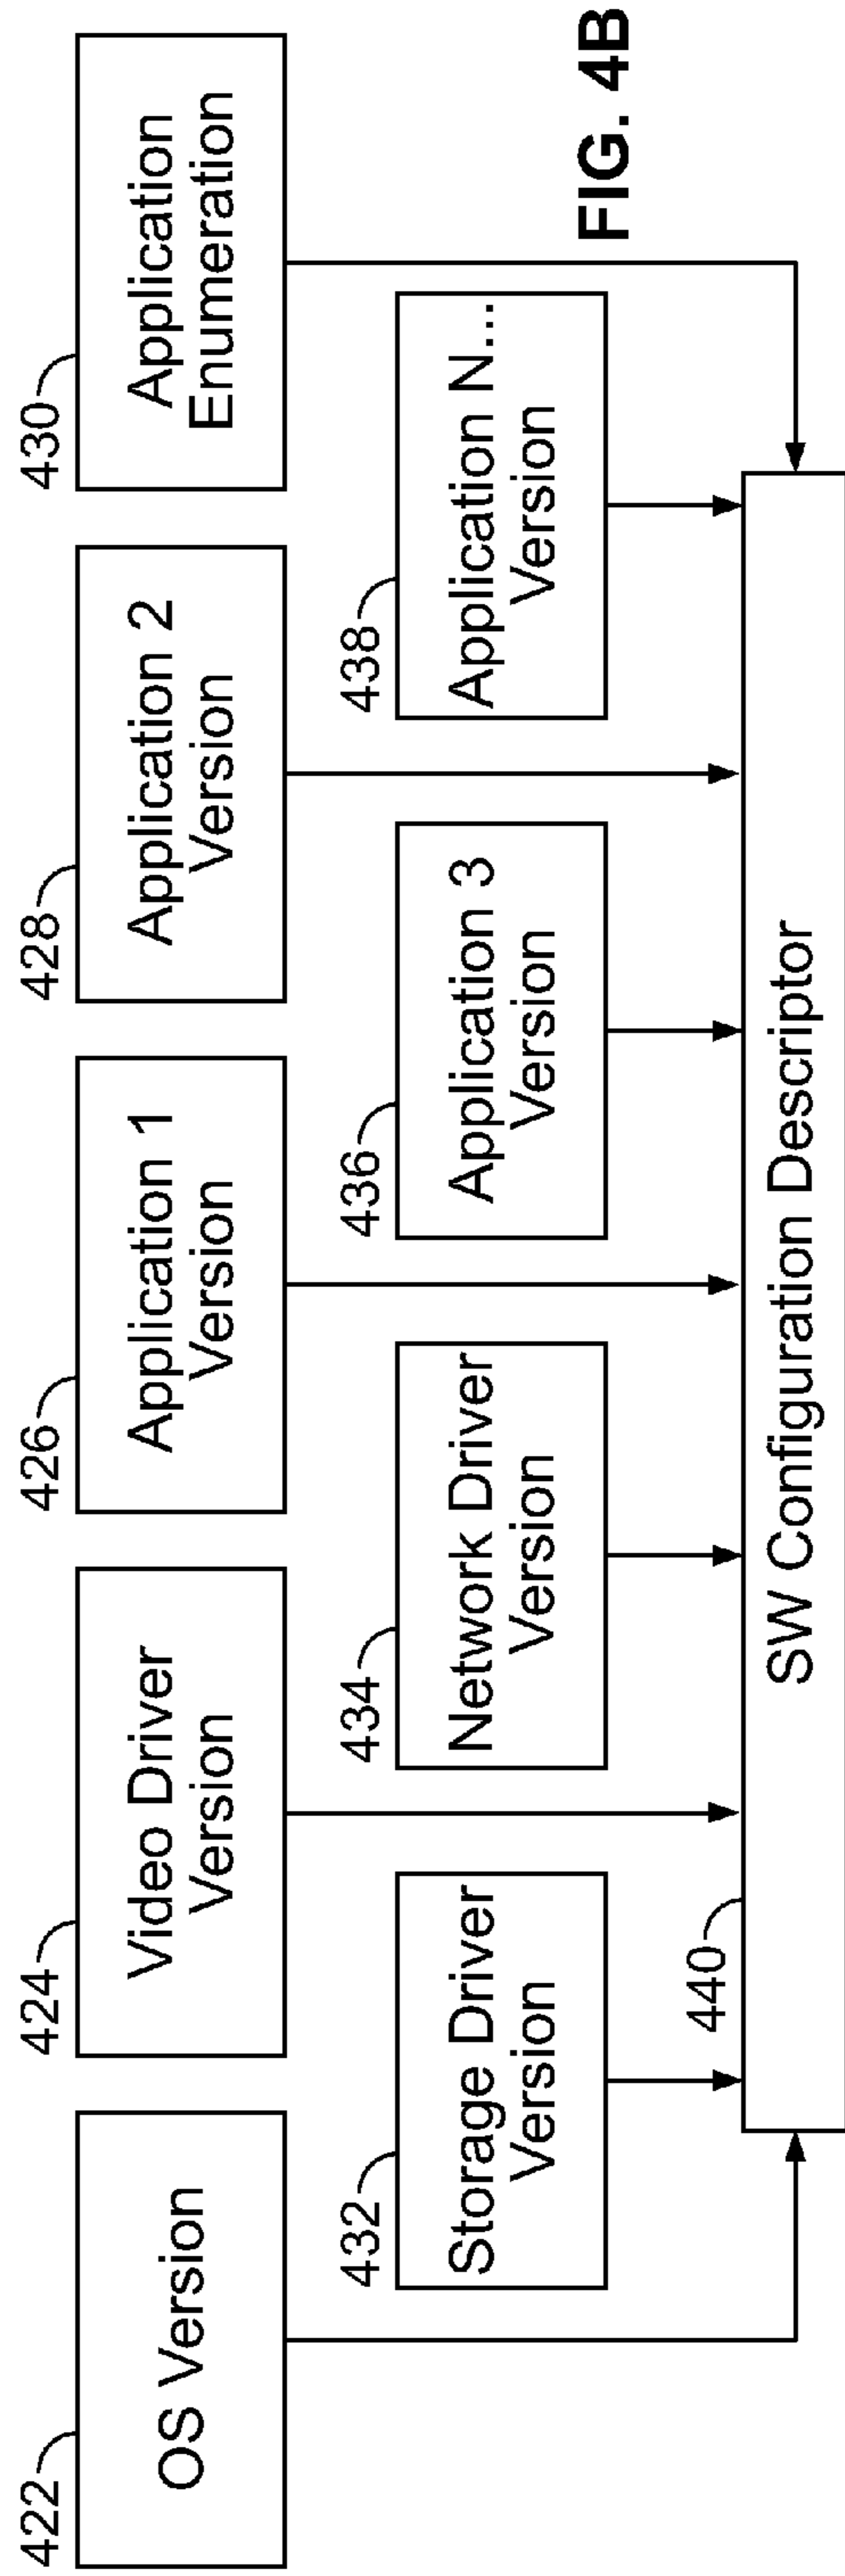 422
OS Version
424
Video Driver
Version
426
Application 1
Version
428
Application 2
Version
430
Application
Enumeration
432
Storage Driver
Version
434
Network Driver
Version
436
Application 3
Version
438
Application N...
Version
440
SW Configuration Descriptor
FIG. 4B